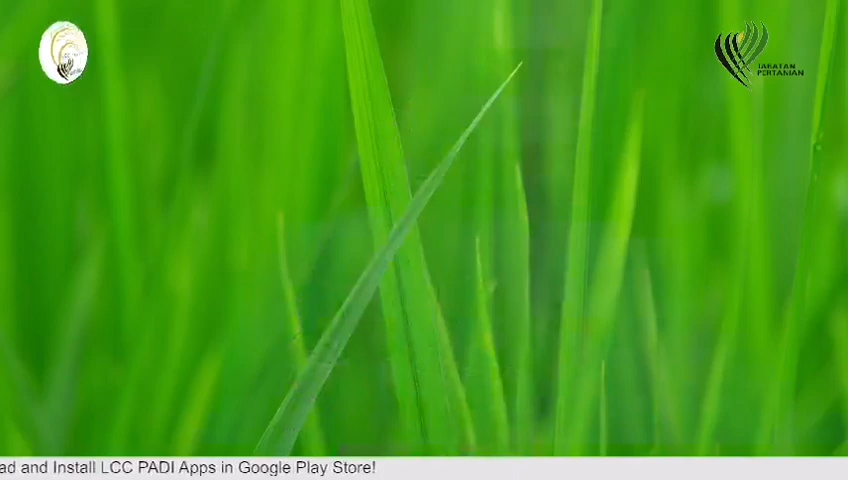 JABATAN
PERTANIAN
ad and Install LCC PADI Apps in Google Play Store!